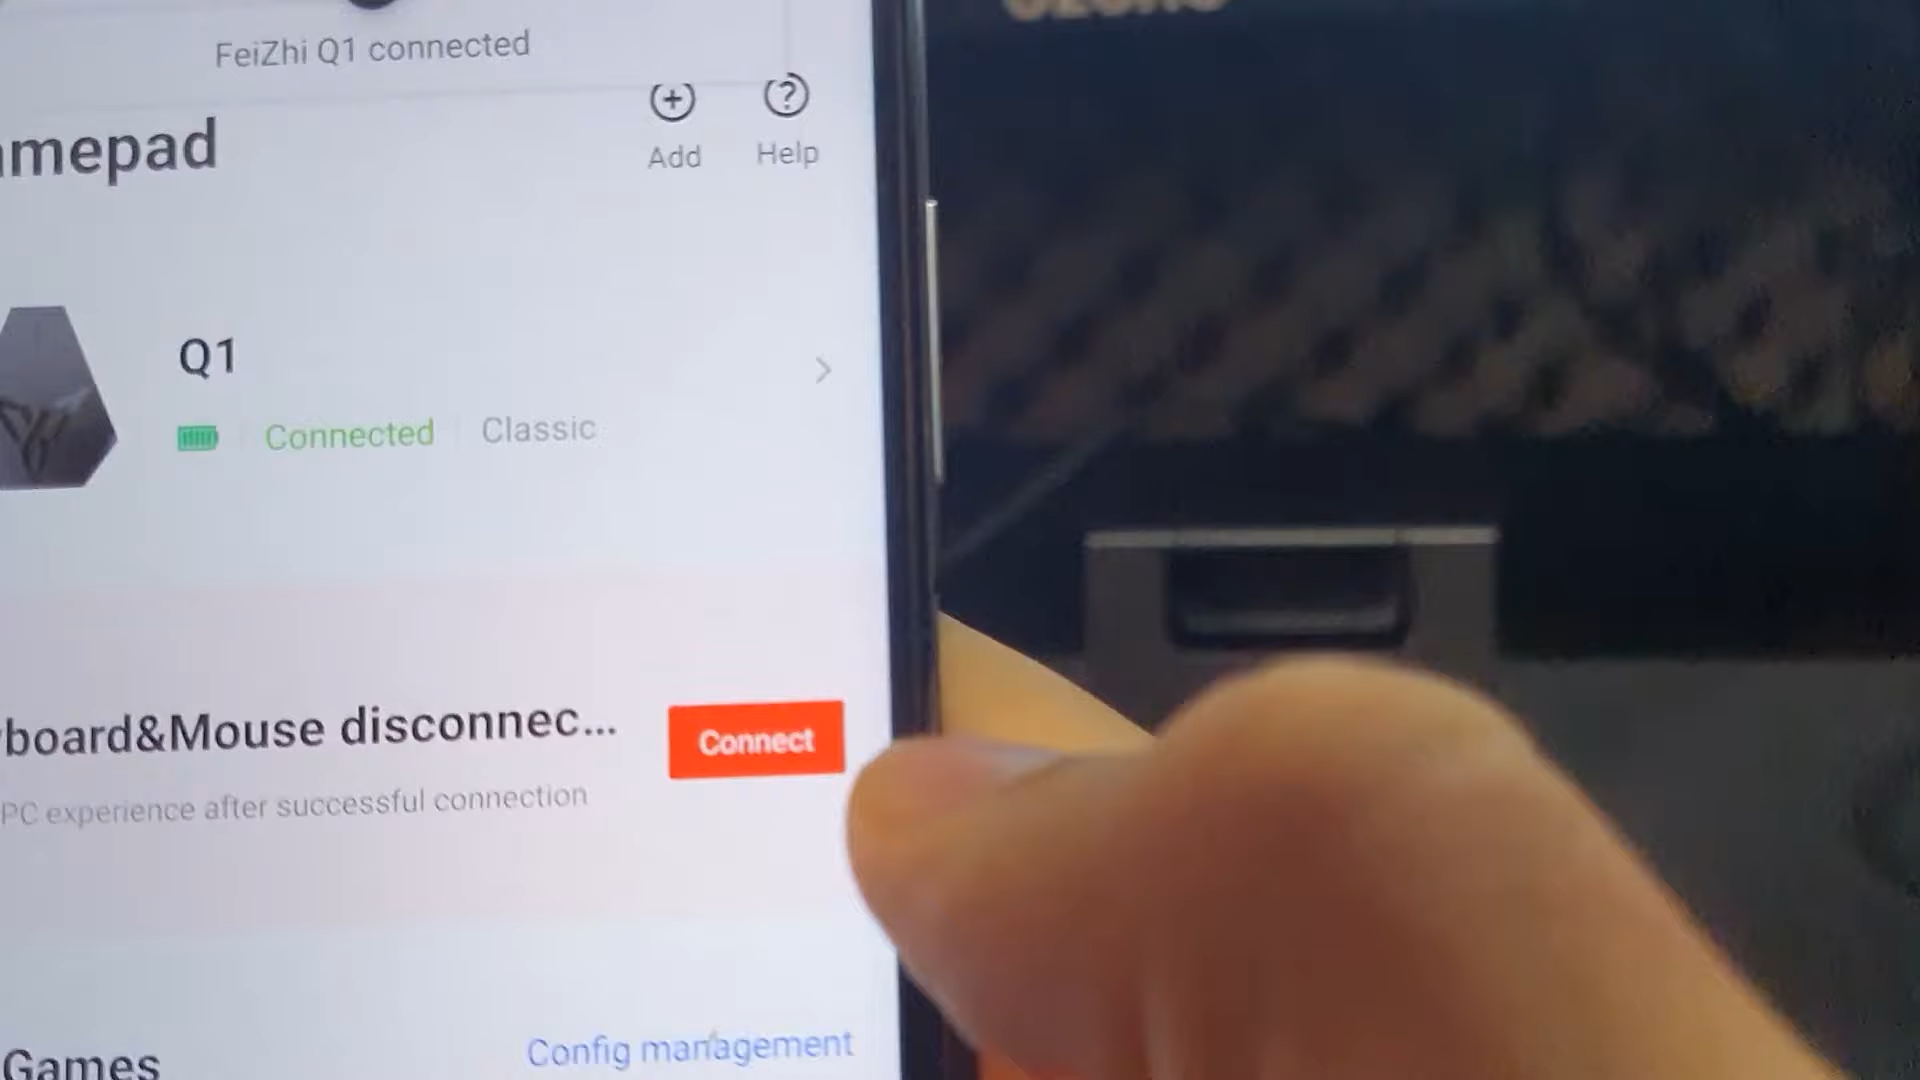 FeiZhi Q1 connected
amepad
Add
Help
Q1
Connected
Classic
board&Mouse disconnec...
Connect
PC experience after successful connection
Config management
Games